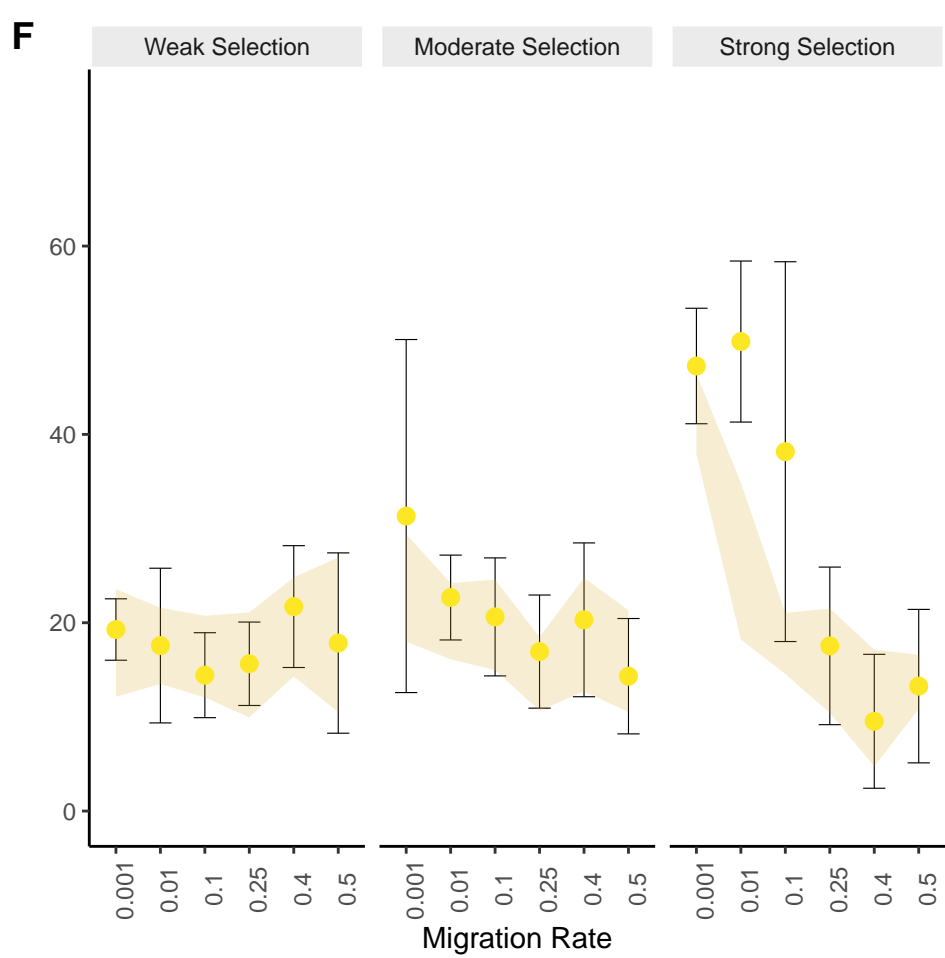 F
Weak Selection Moderate Selection Strong Selection
60
40
20
0
0.001 0.01 0.1 0.25 0.4 0.5 0.001 0.01 0.1 0.25 0.4 0.5 0.001 0.01 0.1 0.25 0.4 0.5
Migration Rate